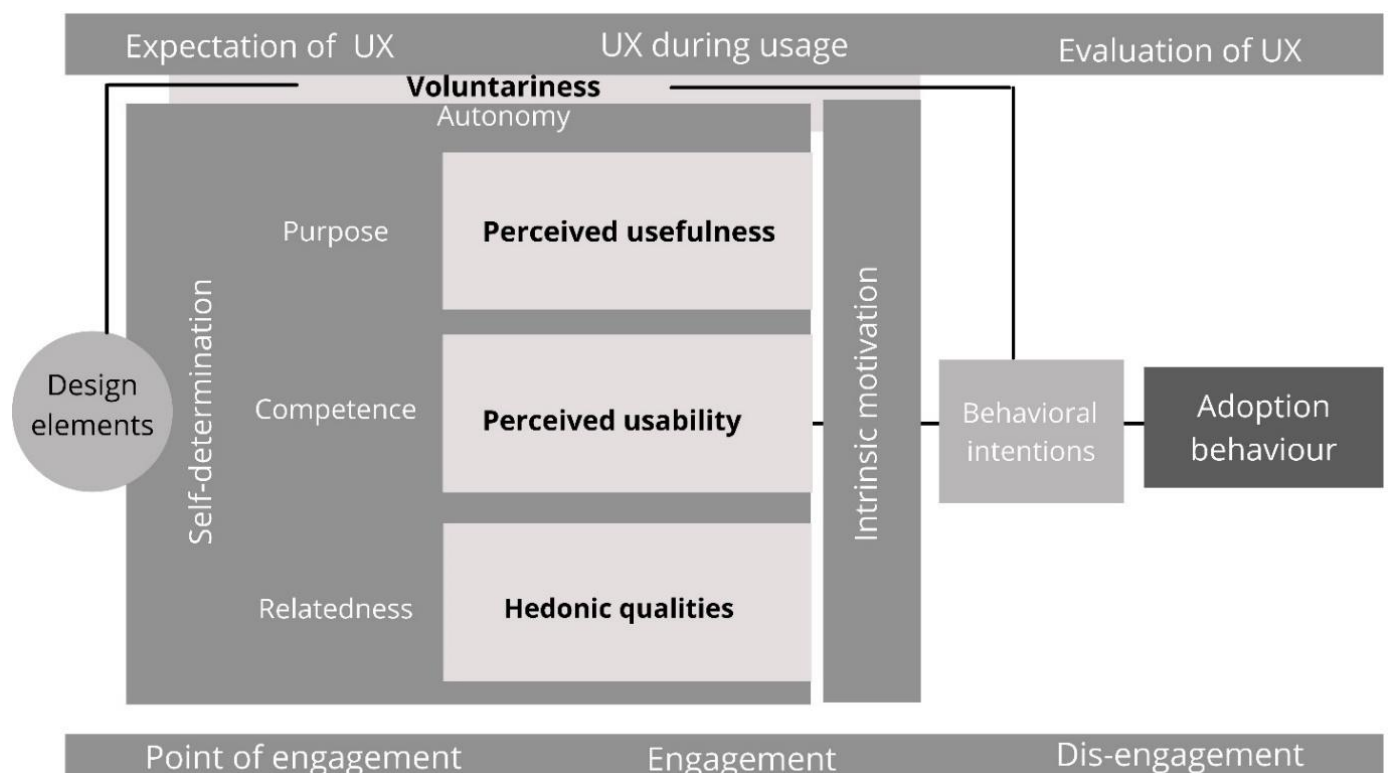 Expectation of UX
UX during usage
Evaluation of UX
Voluntariness
Autonomy
Purpose
Perceived usefulness
Self-determination
Design
elements
Competence
Perceived usability
Intrinsic motivation
Behavioral
intentions
Adoption
behaviour
Relatedness
Hedonic qualities
Point of engagement
Engagement
Dis-engagement